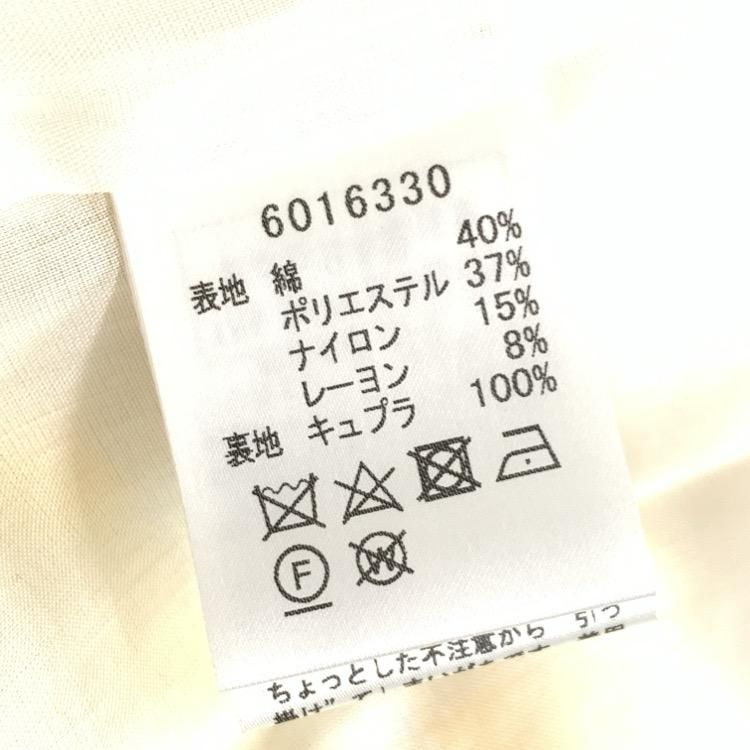 6016330
表地 綿 40%
ポリエステル 37%
ナイロン 15%
レーヨン 8%
裏地 キュプラ 100%
F W
ちょっとした不注意から 引つ